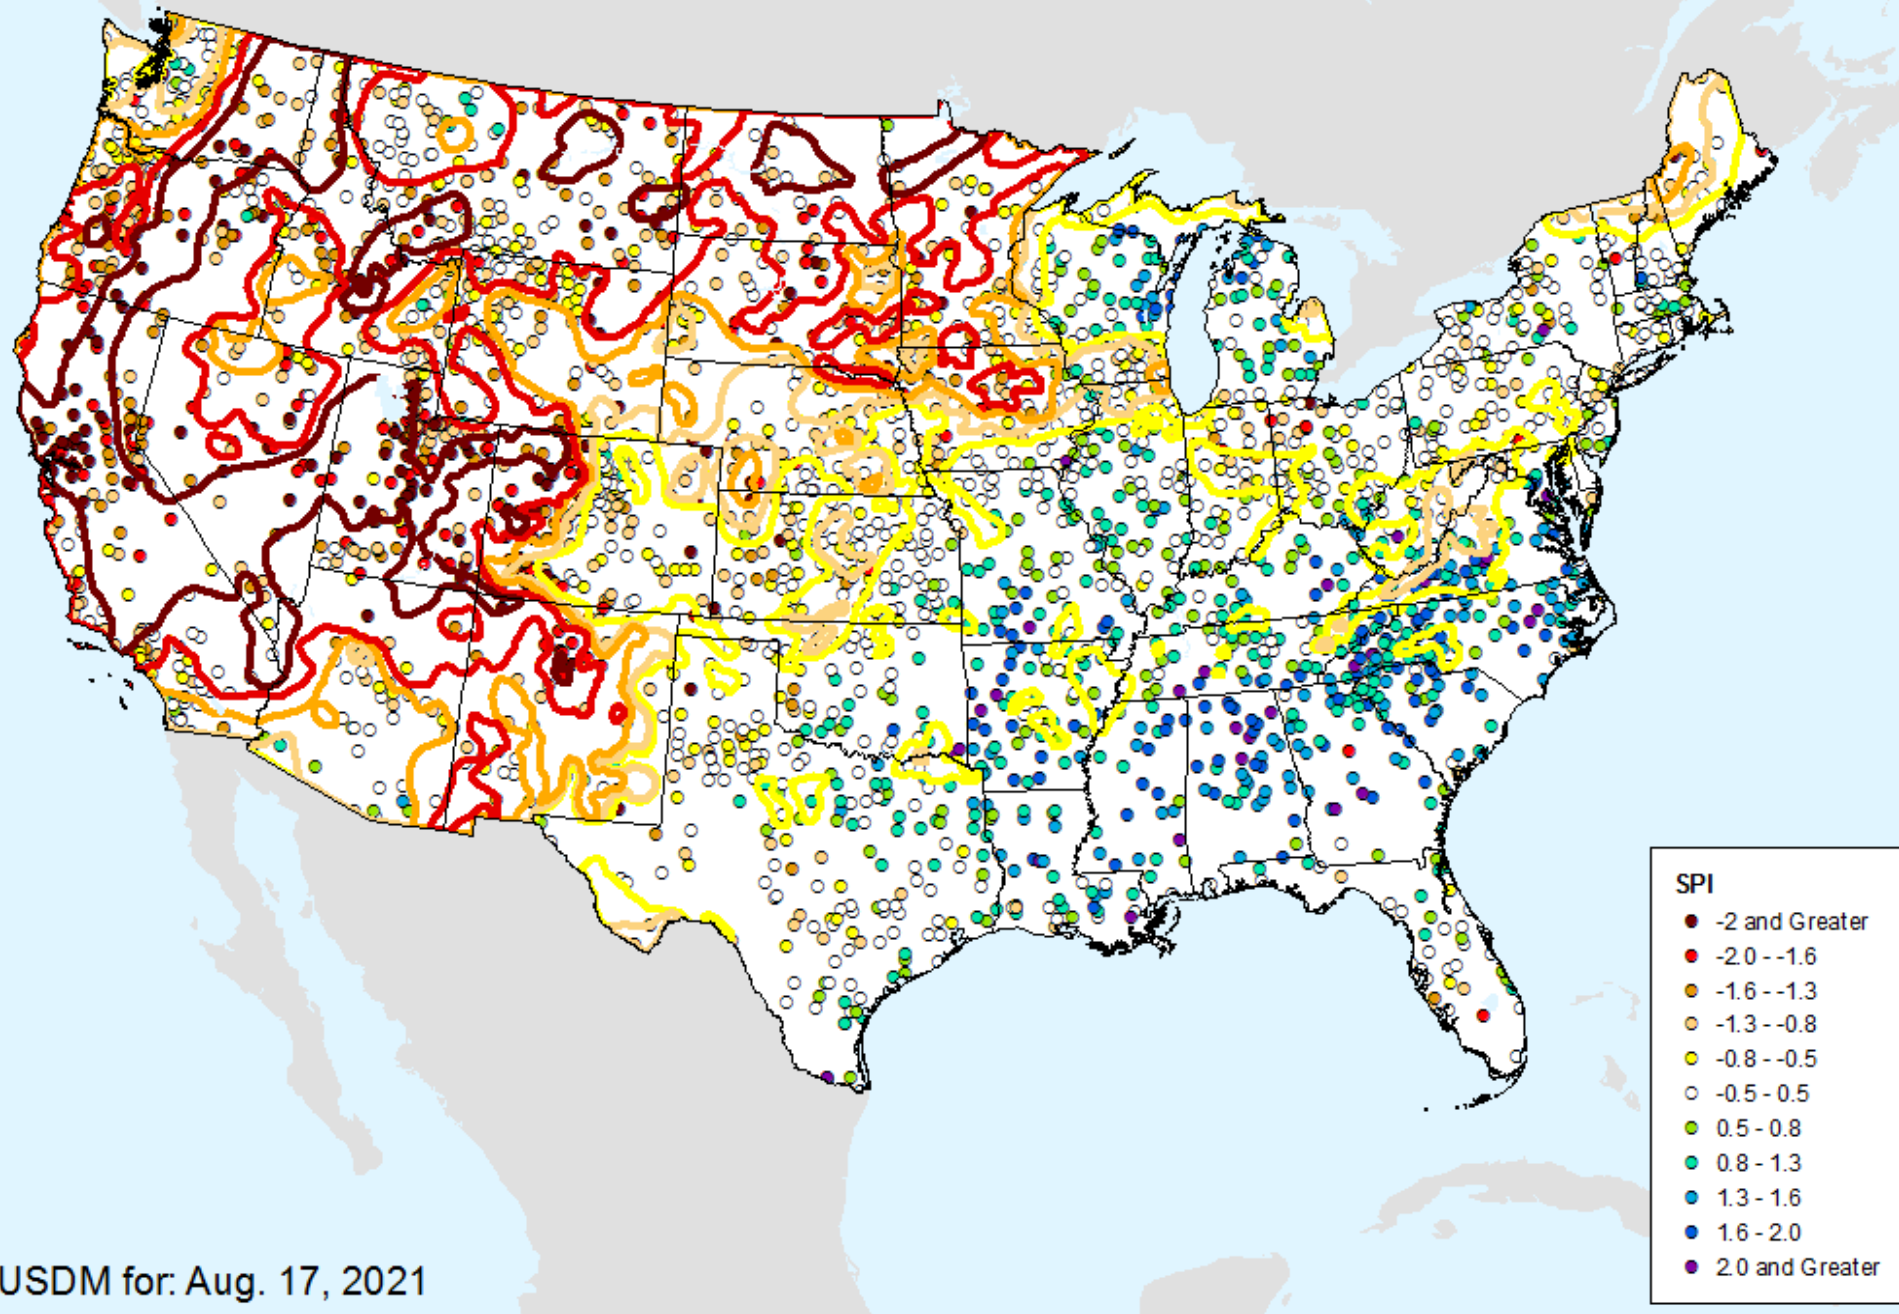 SPI
-2 and Greater
-2.0 - -1.6
-1.6 - -1.3
-1.3 - -0.8
-0.8 - -0.5
-0.5 - 0.5
0.5 - 0.8
0.8 - 1.3
1.3 - 1.6
1.6 - 2.0
2.0 and Greater
USDM for: Aug. 17, 2021